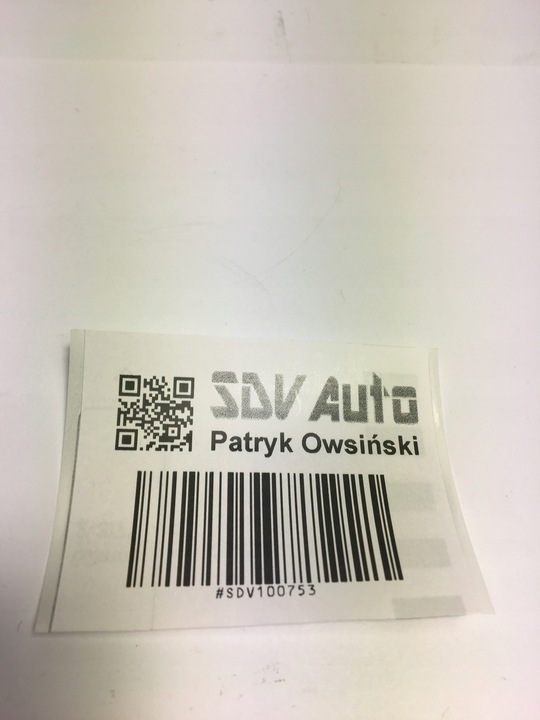 SDV Auto
Patryk Owsiński
#SDV100753